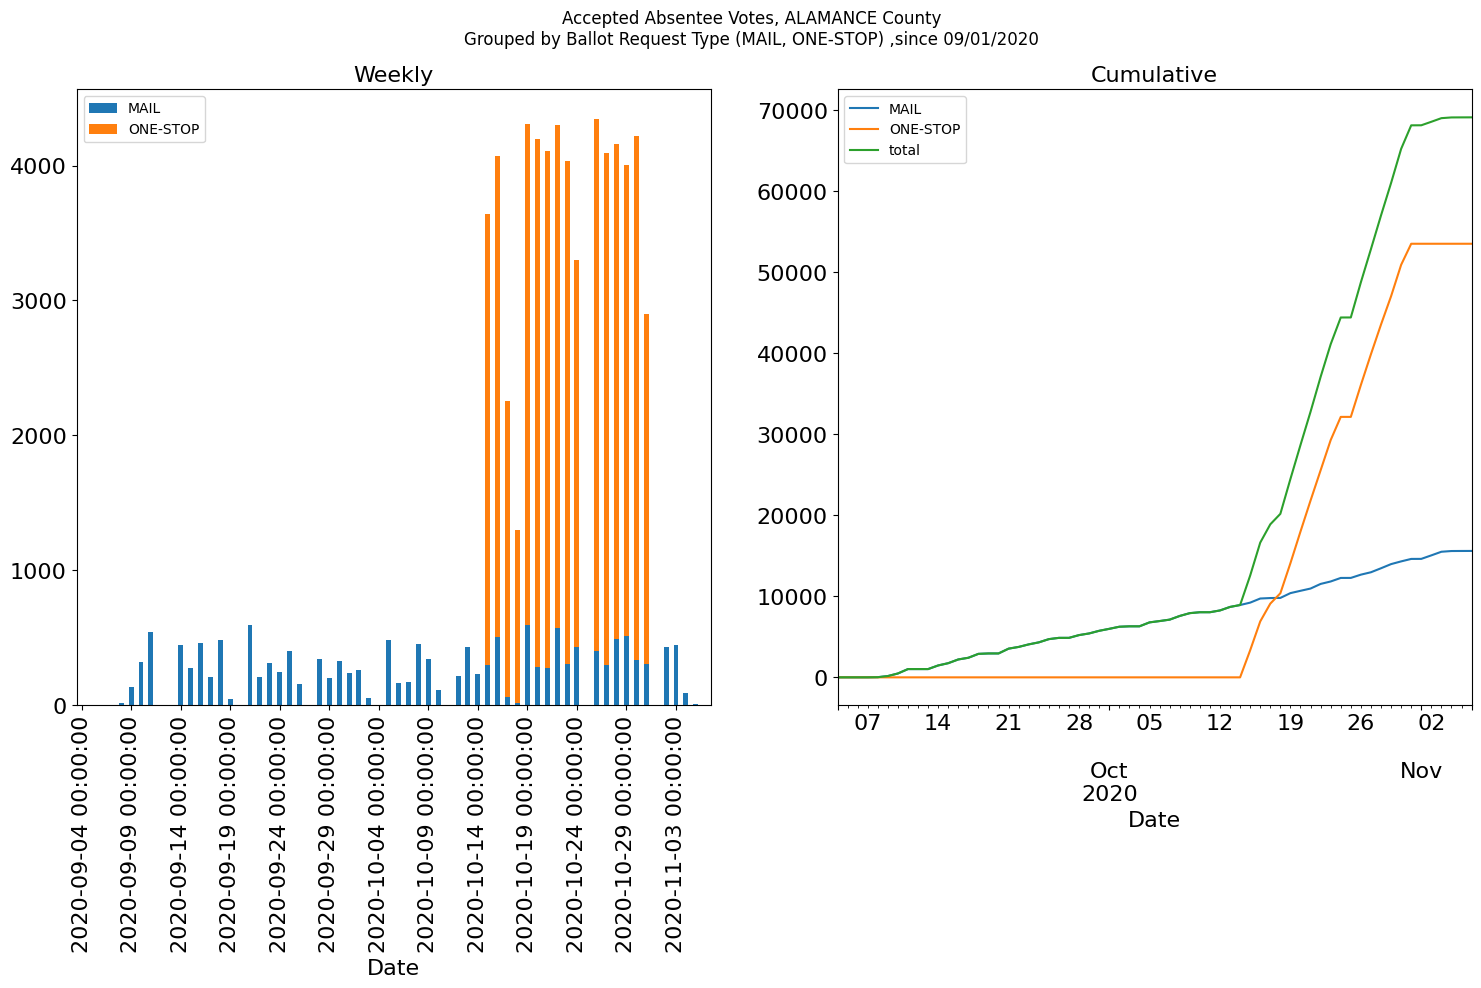 Accepted Absentee Votes, ALAMANCE County
Grouped by Ballot Request Type (MAIL, ONE-STOP) ,since 09/01/2020
Weekly
MAIL
ONE-STOP
4000
3000
2000
1000
0
2020-09-04 00:00:00
2020-09-09 00:00:00
2020-09-14 00:00:00
2020-09-19 00:00:00
2020-09-24 00:00:00
2020-09-29 00:00:00
2020-10-04 00:00:00
2020-10-09 00:00:00
2020-10-14 00:00:00
2020-10-19 00:00:00
2020-10-24 00:00:00
2020-10-29 00:00:00
2020-11-03 00:00:00
Date
Cumulative
MAIL
ONE-STOP
total
70000
60000
50000
40000
30000
20000
10000
0
07 14 21 28 05 12 19 26 02
Oct Nov
2020
Date